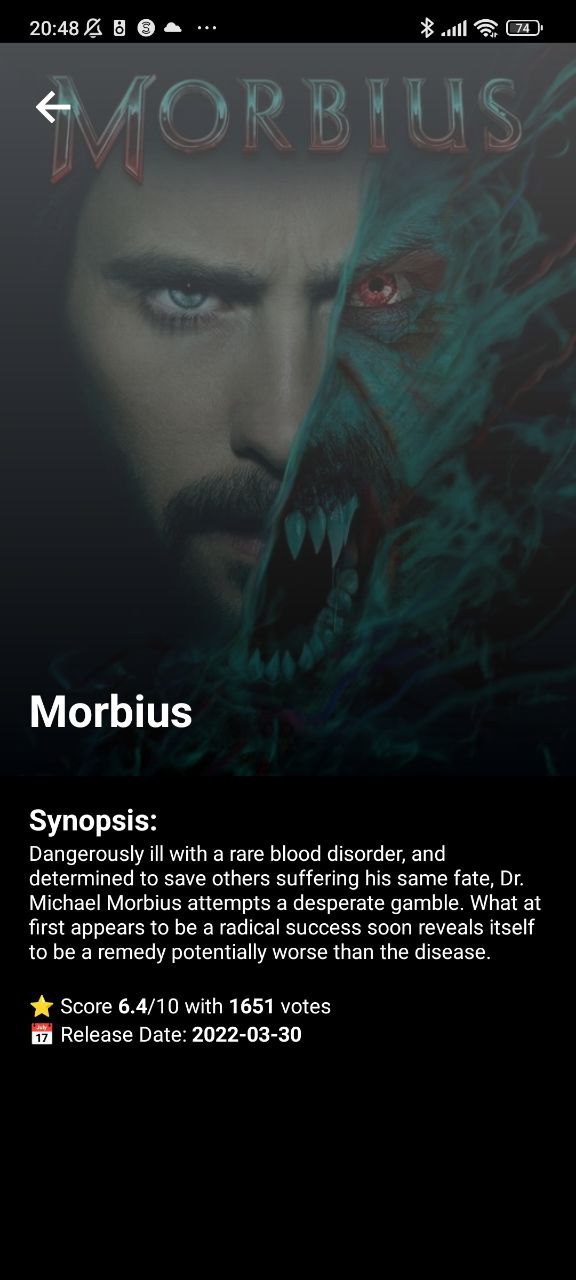 20:48
74
MORBIUS
Morbius
Synopsis:
Dangerously ill with a rare blood disorder, and
determined to save others suffering his same fate, Dr.
Michael Morbius attempts a desperate gamble. What at
first appears to be a radical success soon reveals itself
to be a remedy potentially worse than the disease.
⭐ Score 6.4/10 with 1651 votes
📅 Release Date: 2022-03-30